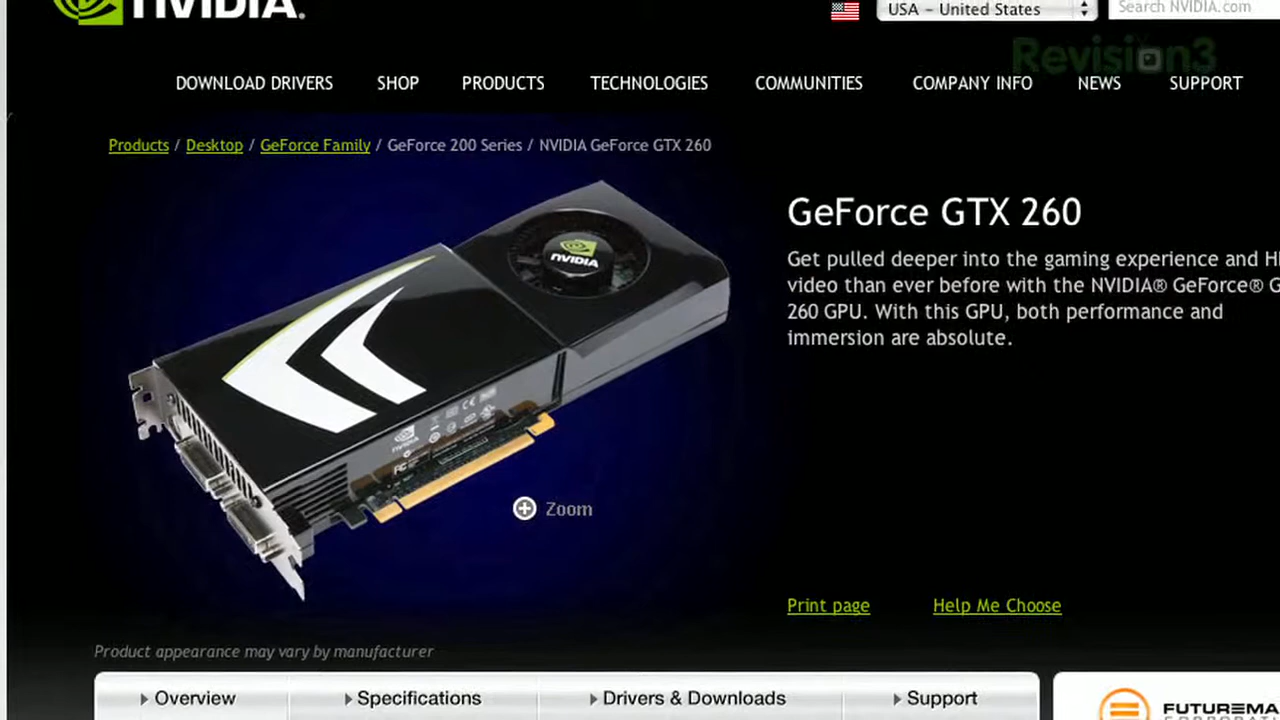 NVIDIA.
USA - United States
Search NVIDIA.com
Revision3
DOWNLOAD DRIVERS SHOP PRODUCTS TECHNOLOGIES COMMUNITIES COMPANY INFO NEWS SUPPORT
Products / Desktop / GeForce Family / GeForce 200 Series / NVIDIA GeForce GTX 260
GeForce GTX 260
Get pulled deeper into the gaming experience and H
video than ever before with the NVIDIA® GeForce® G
260 GPU. With this GPU, both performance and
immersion are absolute.
NVIDIA
NVIDIA
FC
CE
Zoom
Print page Help Me Choose
Product appearance may vary by manufacturer
Overview Specifications Drivers & Downloads Support
FUTUREMA